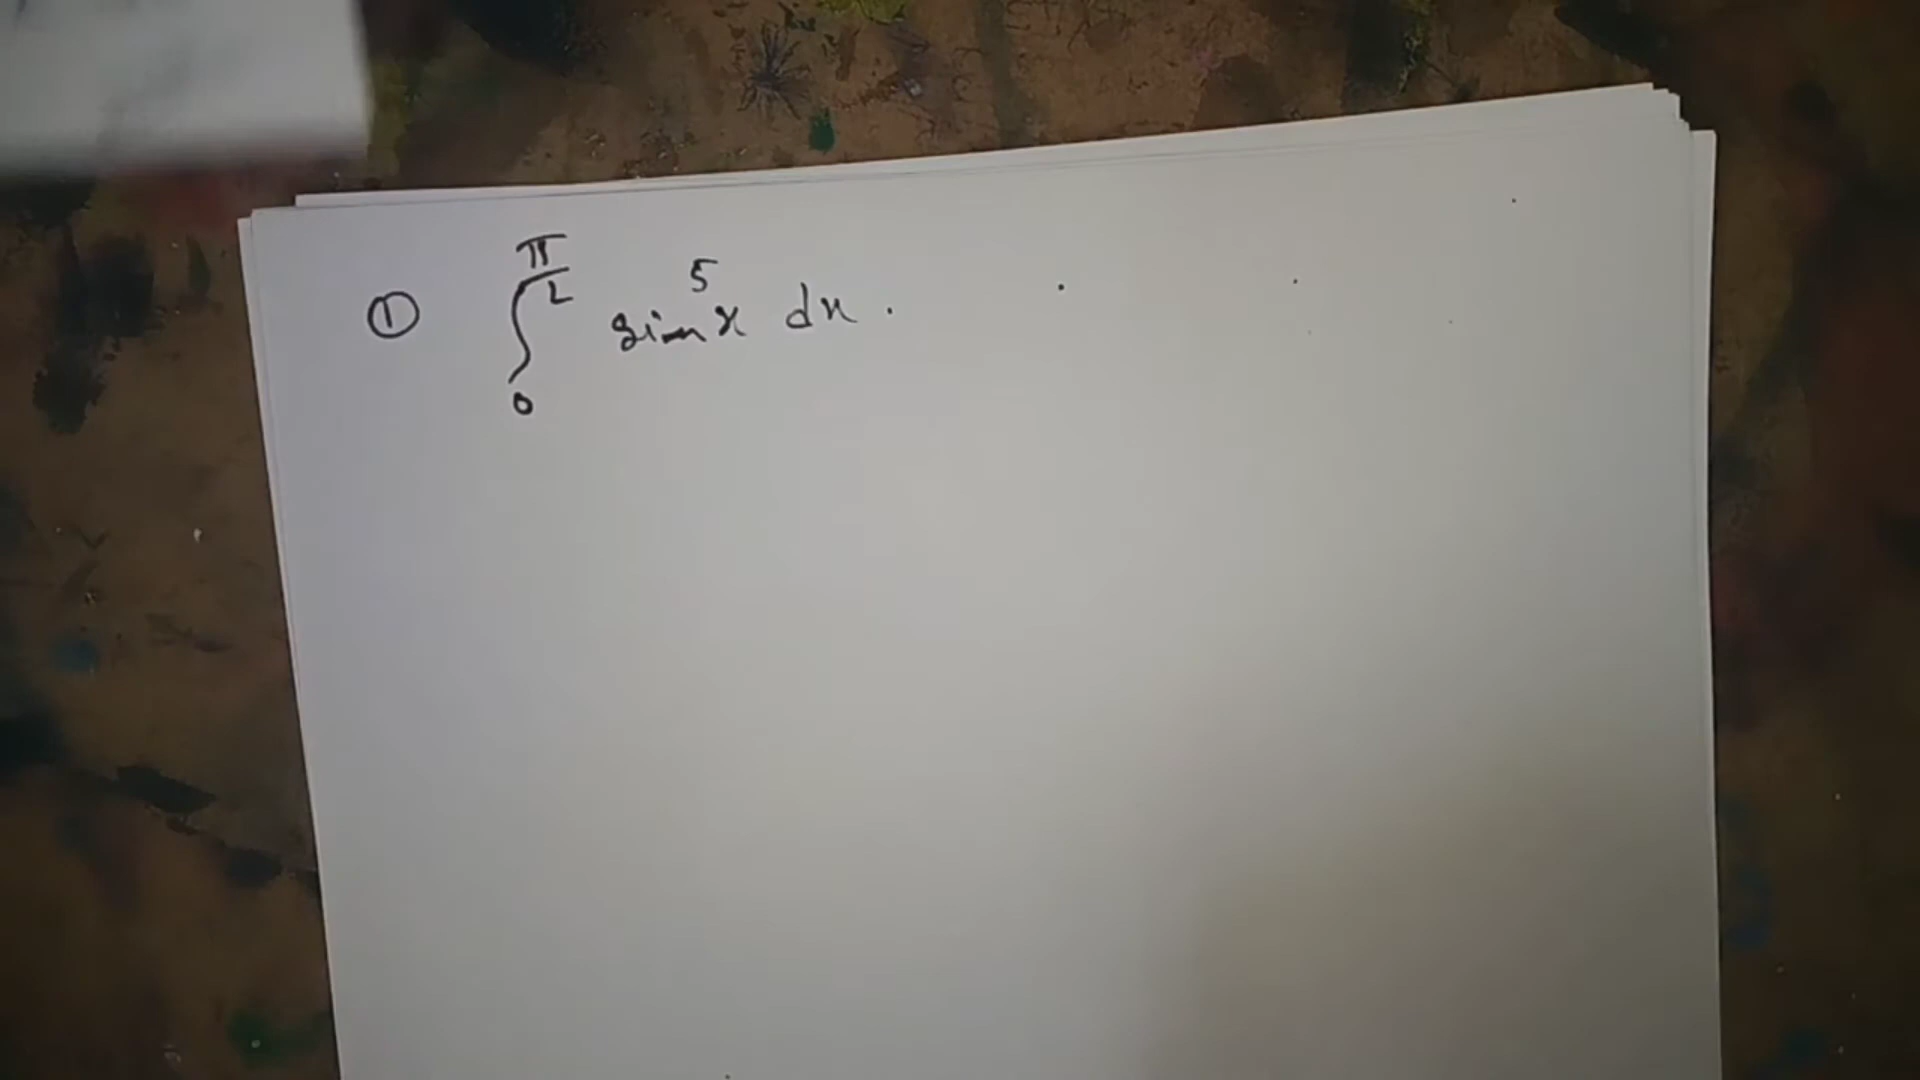 ① ∫₀^{π/2} sin⁵x dx.